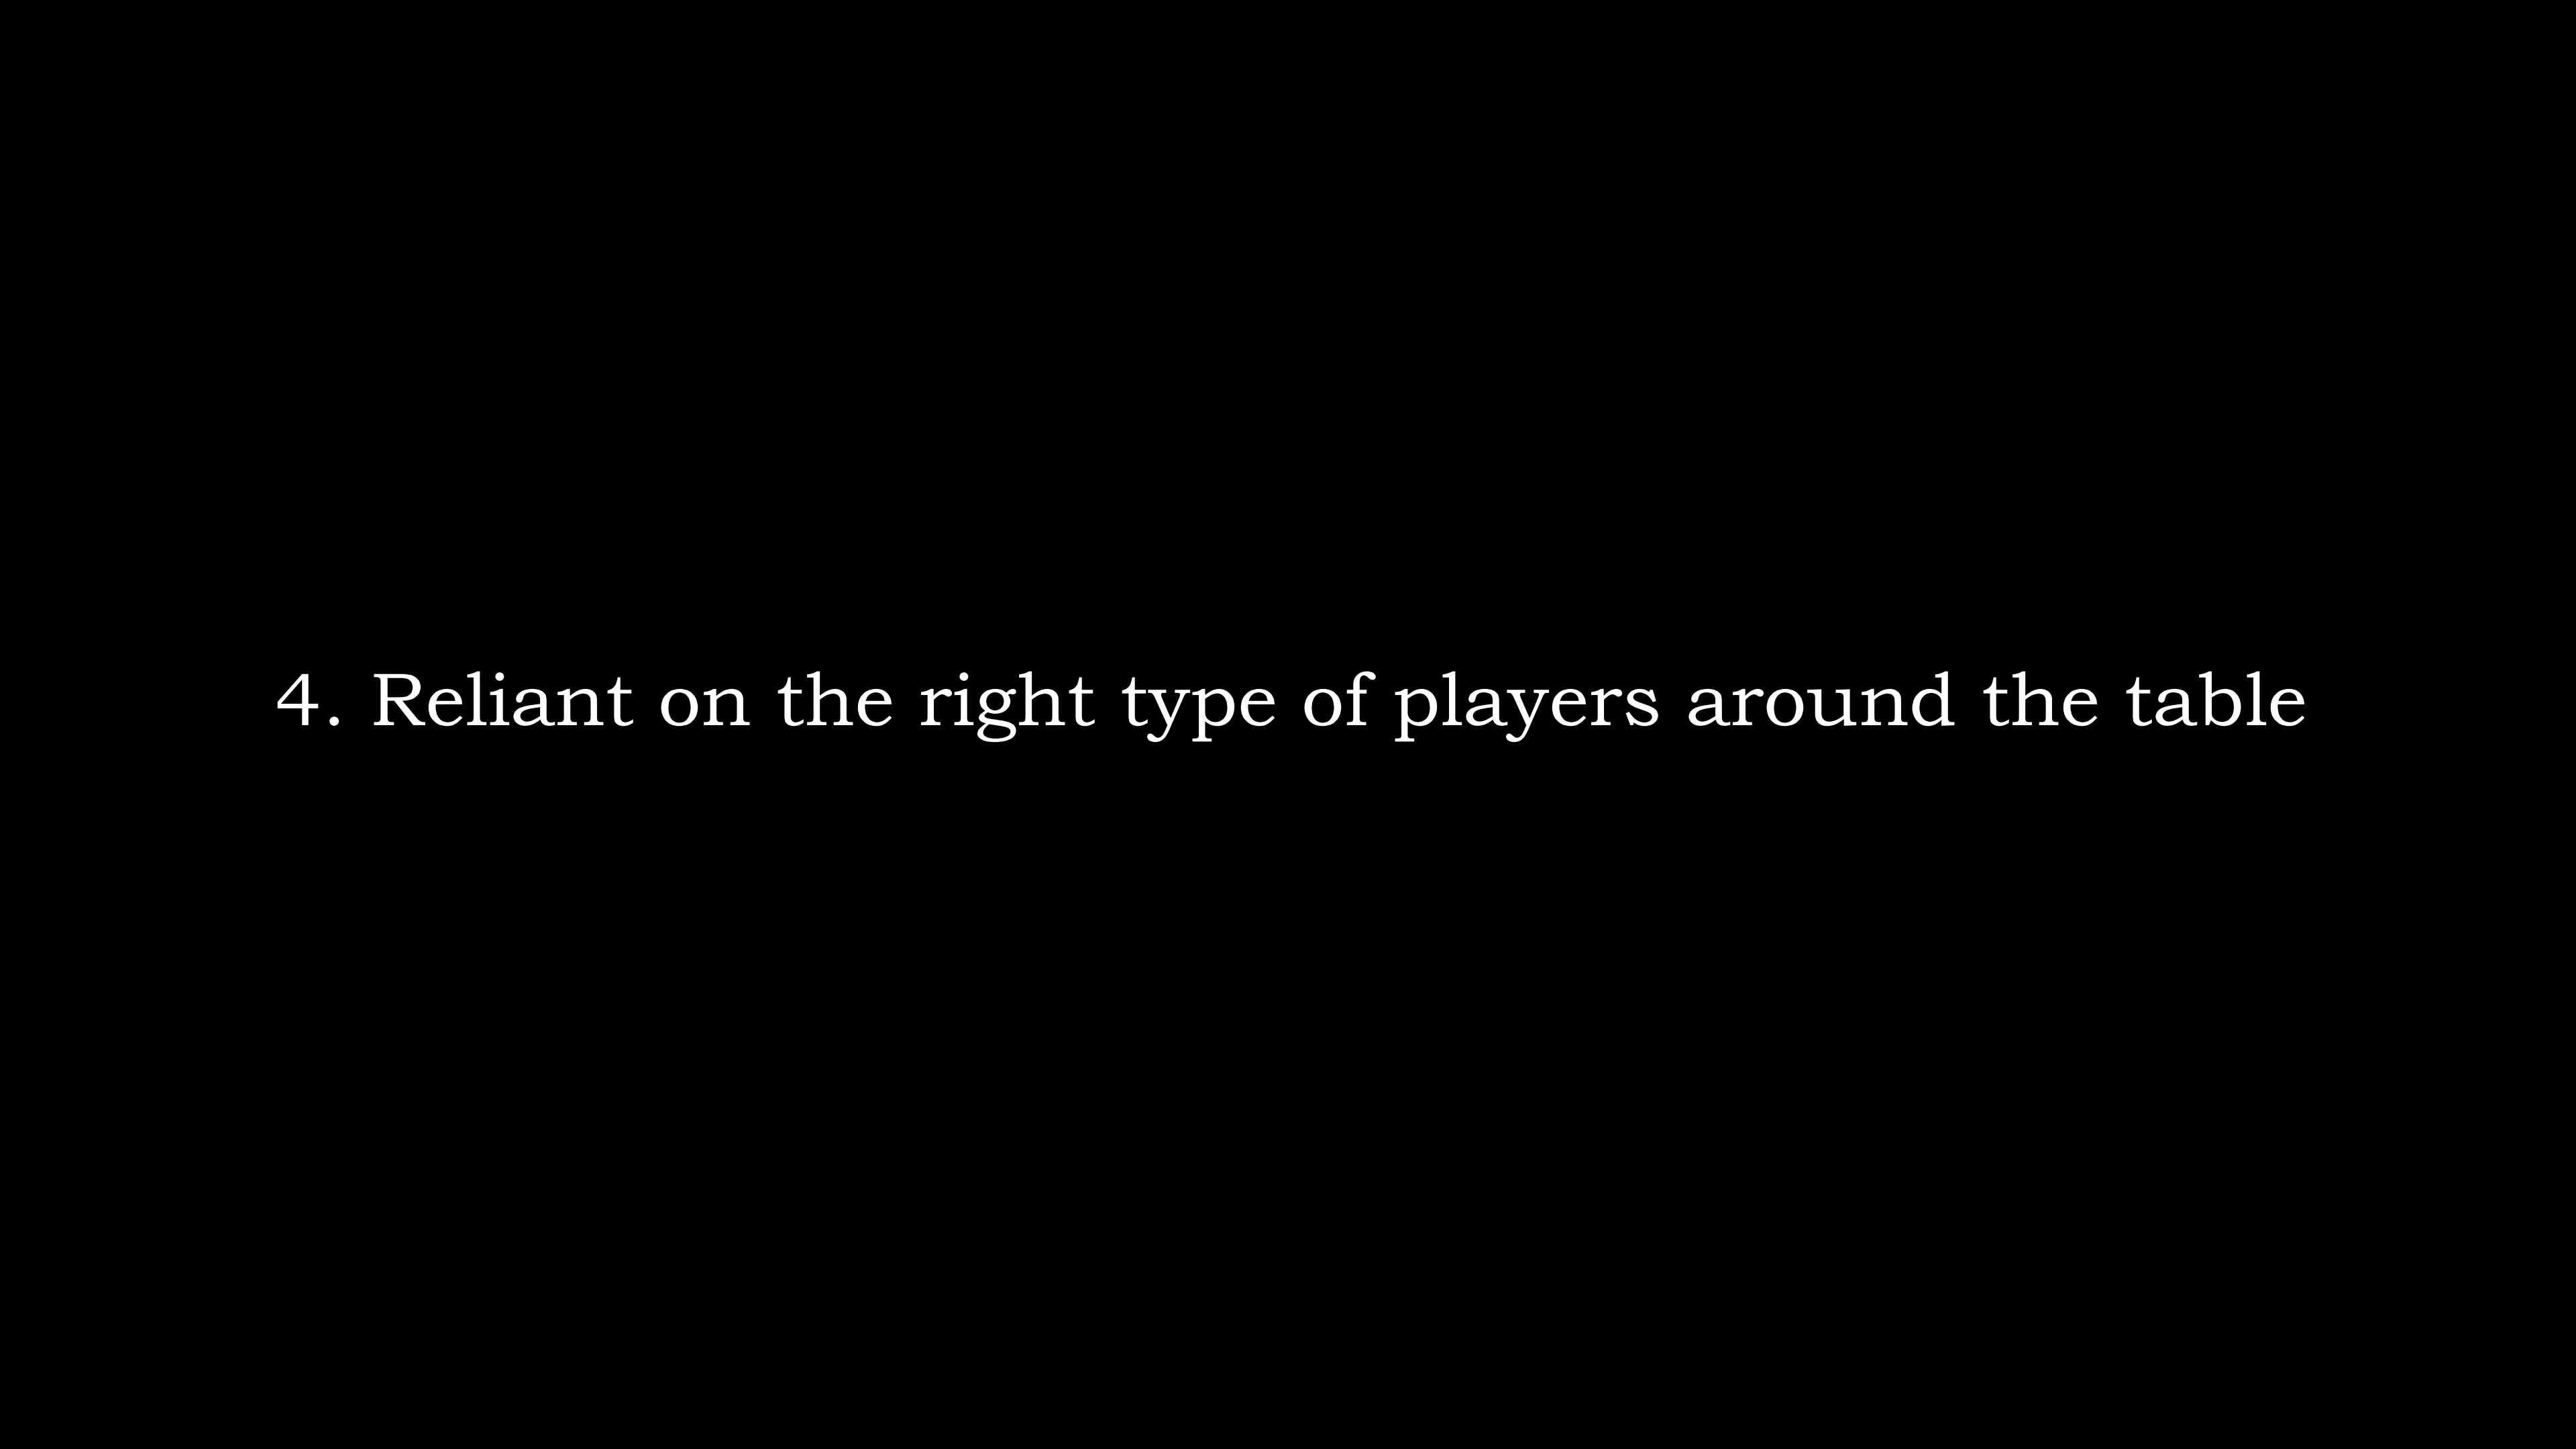 4. Reliant on the right type of players around the table